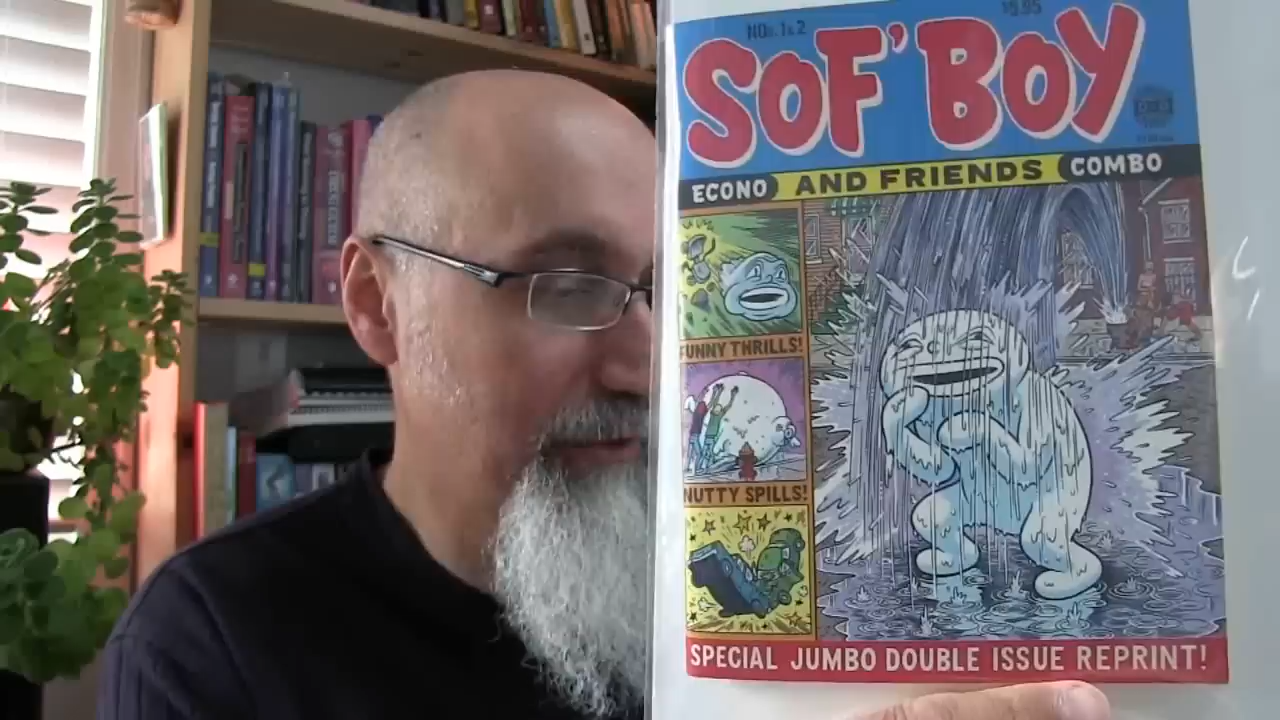 NOs. 1&2
$5.95
SOF' BOY
ECONO AND FRIENDS COMBO
FUNNY THRILLS!
NUTTY SPILLS!
SPECIAL JUMBO DOUBLE ISSUE REPRINT!